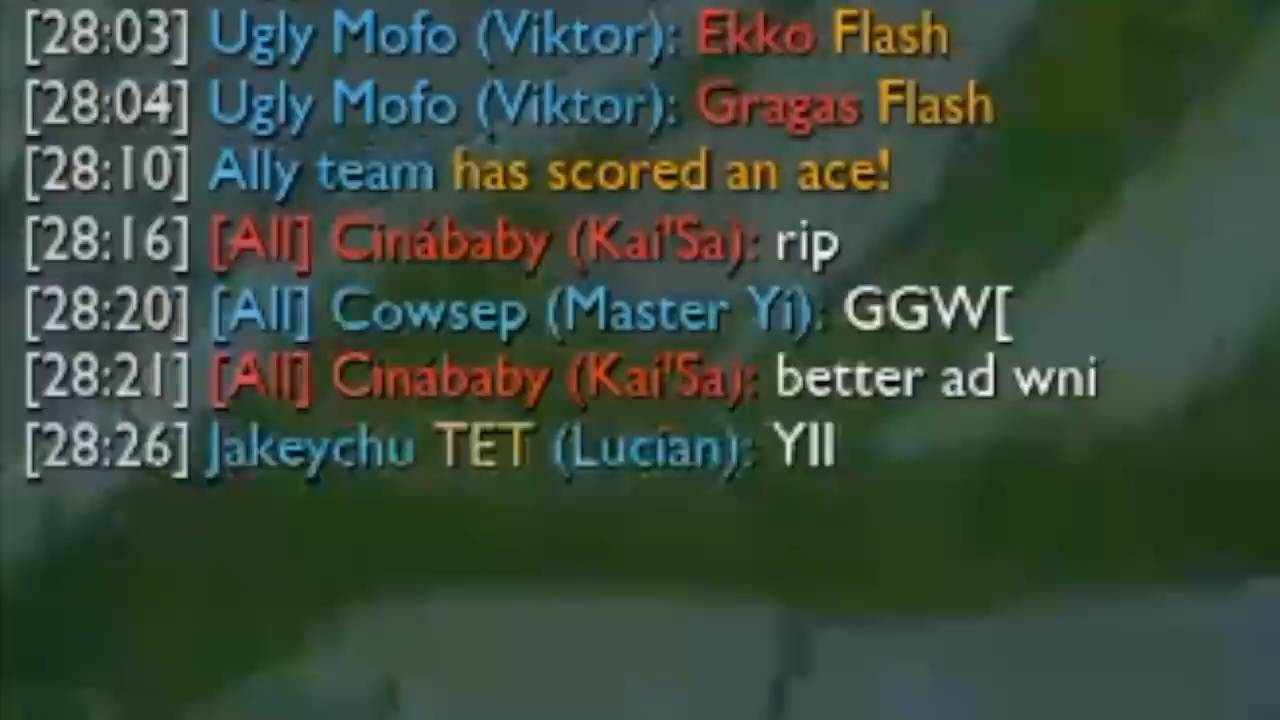 [28:03] Ugly Mofo (Viktor): Ekko Flash
[28:04] Ugly Mofo (Viktor): Gragas Flash
[28:10] Ally team has scored an ace!
[28:16] [All] Cinábaby (Kai'Sa): rip
[28:20] [All] Cowsep (Master Yi): GGW[
[28:21] [All] Cinábaby (Kai'Sa): better ad wni
[28:26] Jakeychu TET (Lucian): YII